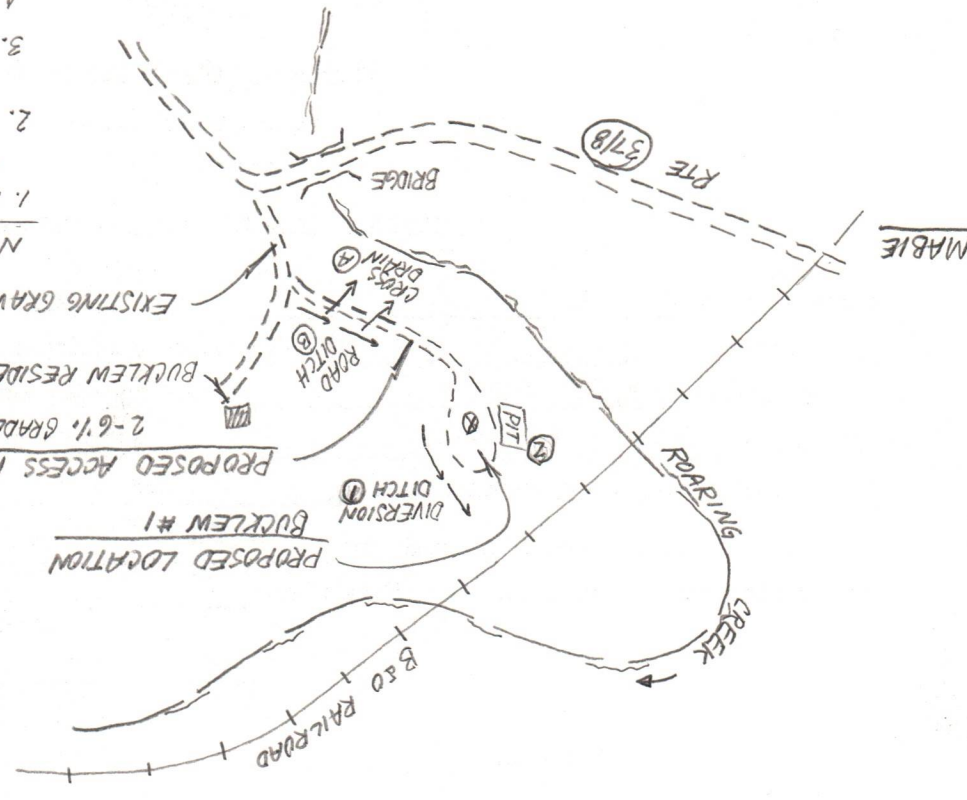 B&O RAILROAD
ROARING CREEK
PROPOSED LOCATION
BUCKLEW #1
DIVERSION
DITCH 1
2
PIT
PROPOSED ACCESS
2-6% GRADE
BUCKLEW RESIDE
EXISTING GRAV
ROAD
DITCH
B
CROSS
DRAIN A
MABIE
BRIDGE
RTE 37/8
N
1.
2.
3.